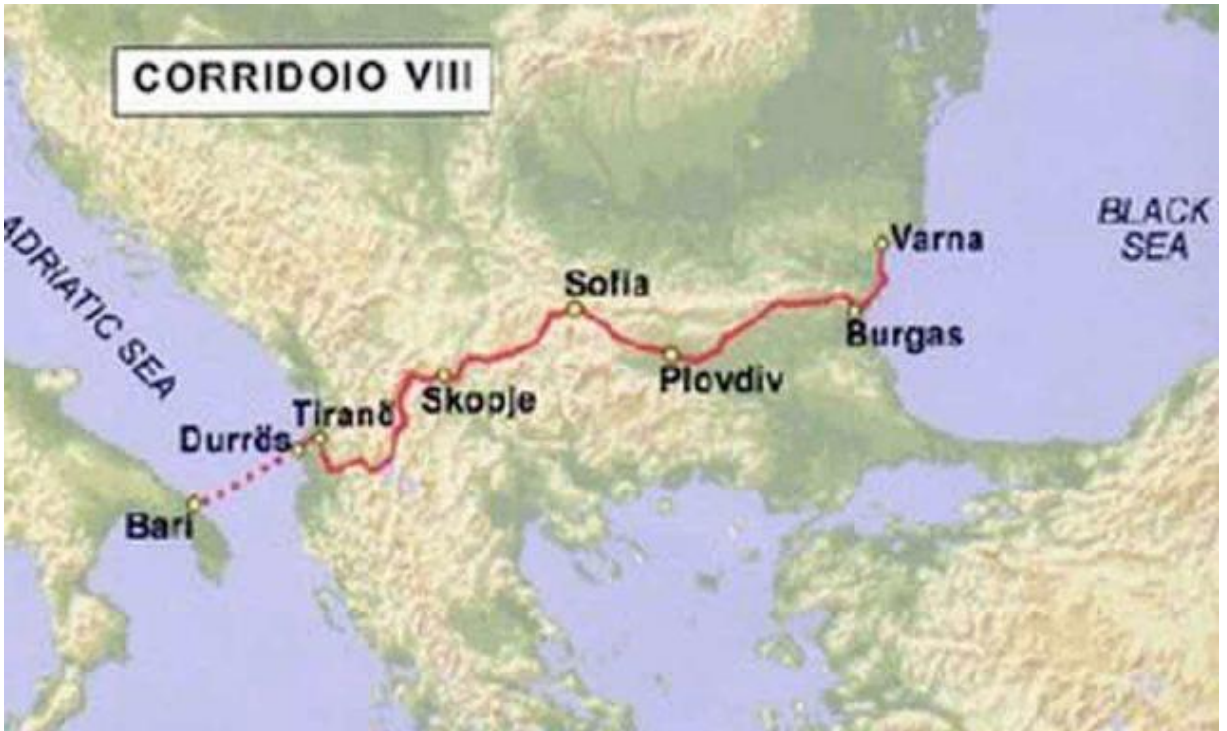 CORRIDOIO VIII
ADRIATIC SEA
BLACK
SEA
Varna
Sofia
Burgas
Plovdiv
Skopje
Tiranë
Durrës
Bari